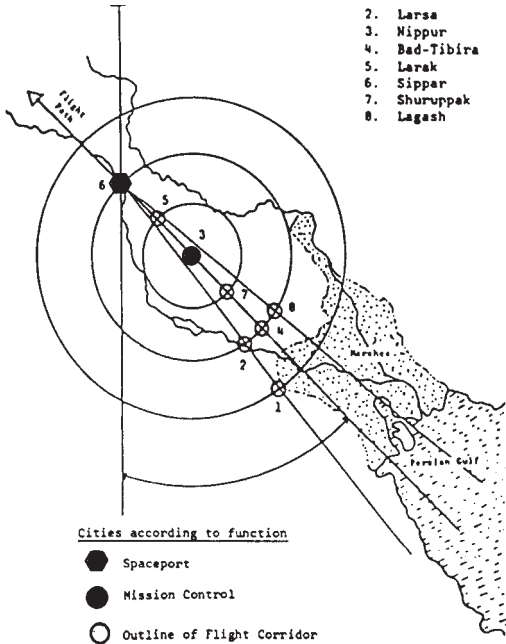 2. Larsa
3. Nippur
4. Bad-Tibira
5. Larak
6. Sippar
7. Shuruppak
8. Lagash
Flight
Path
6
5
3
7
8
4
2
1
Marshes
Persian Gulf
Cities according to function
Spaceport
Mission Control
Outline of Flight Corridor